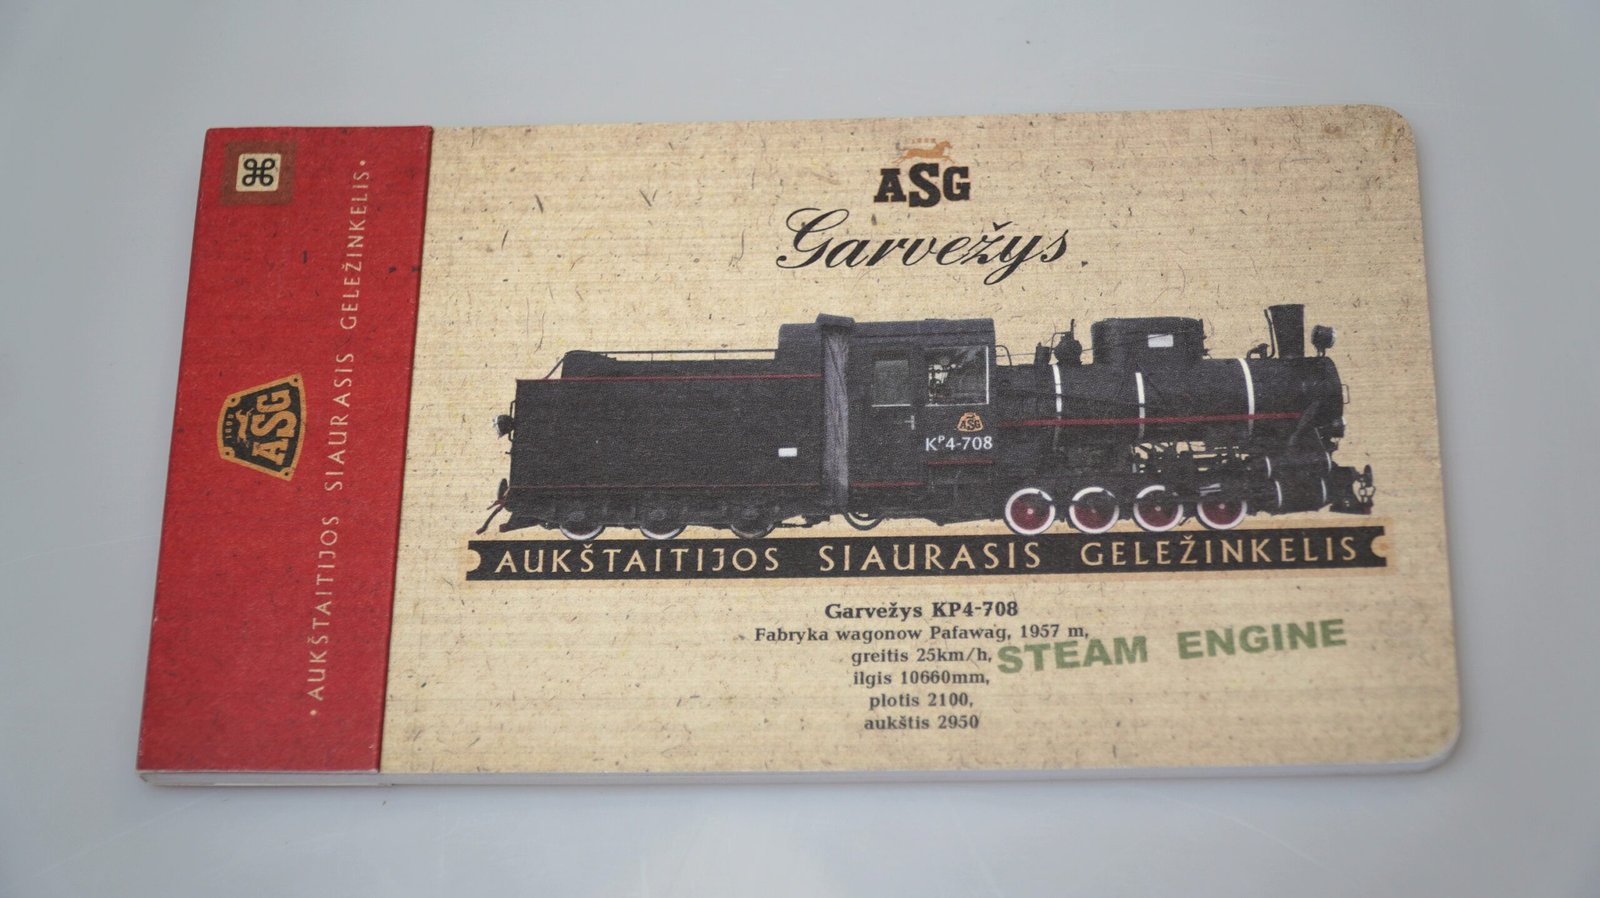 · AUKŠTAITIJOS SIAURASIS GELEŽINKELIS ·
ASG
ASG
Garvežys
ASG
KP4-708
AUKŠTAITIJOS SIAURASIS GELEŽINKELIS
Garvežys KP4-708
Fabryka wagonow Pafawag, 1957 m,
greitis 25km/h,
ilgis 10660mm,
plotis 2100,
aukštis 2950
STEAM ENGINE